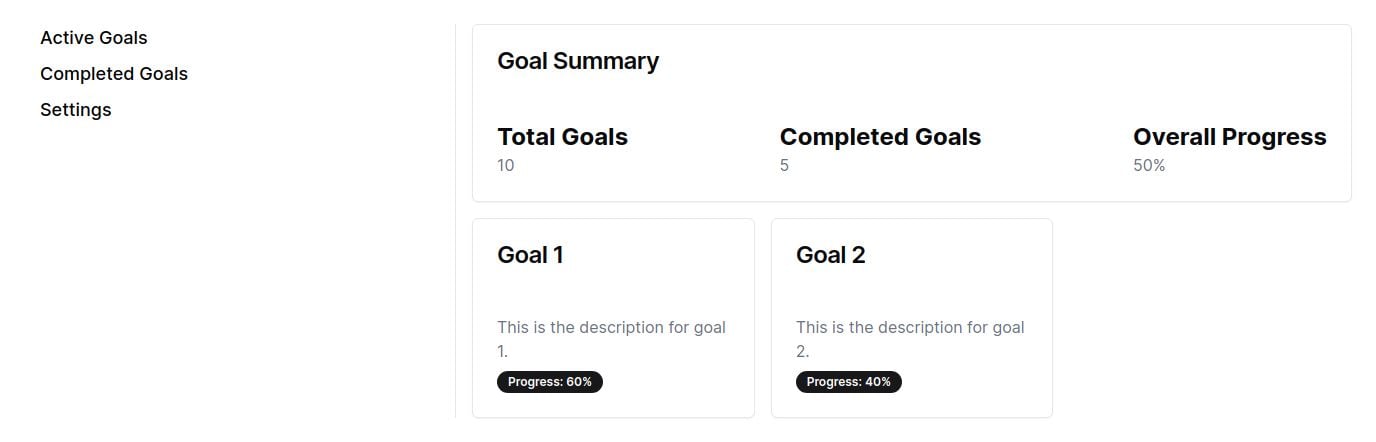 Active Goals
Completed Goals
Settings
Goal Summary
Total Goals
10
Completed Goals
5
Overall Progress
50%
Goal 1
This is the description for goal
1.
Progress: 60%
Goal 2
This is the description for goal
2.
Progress: 40%